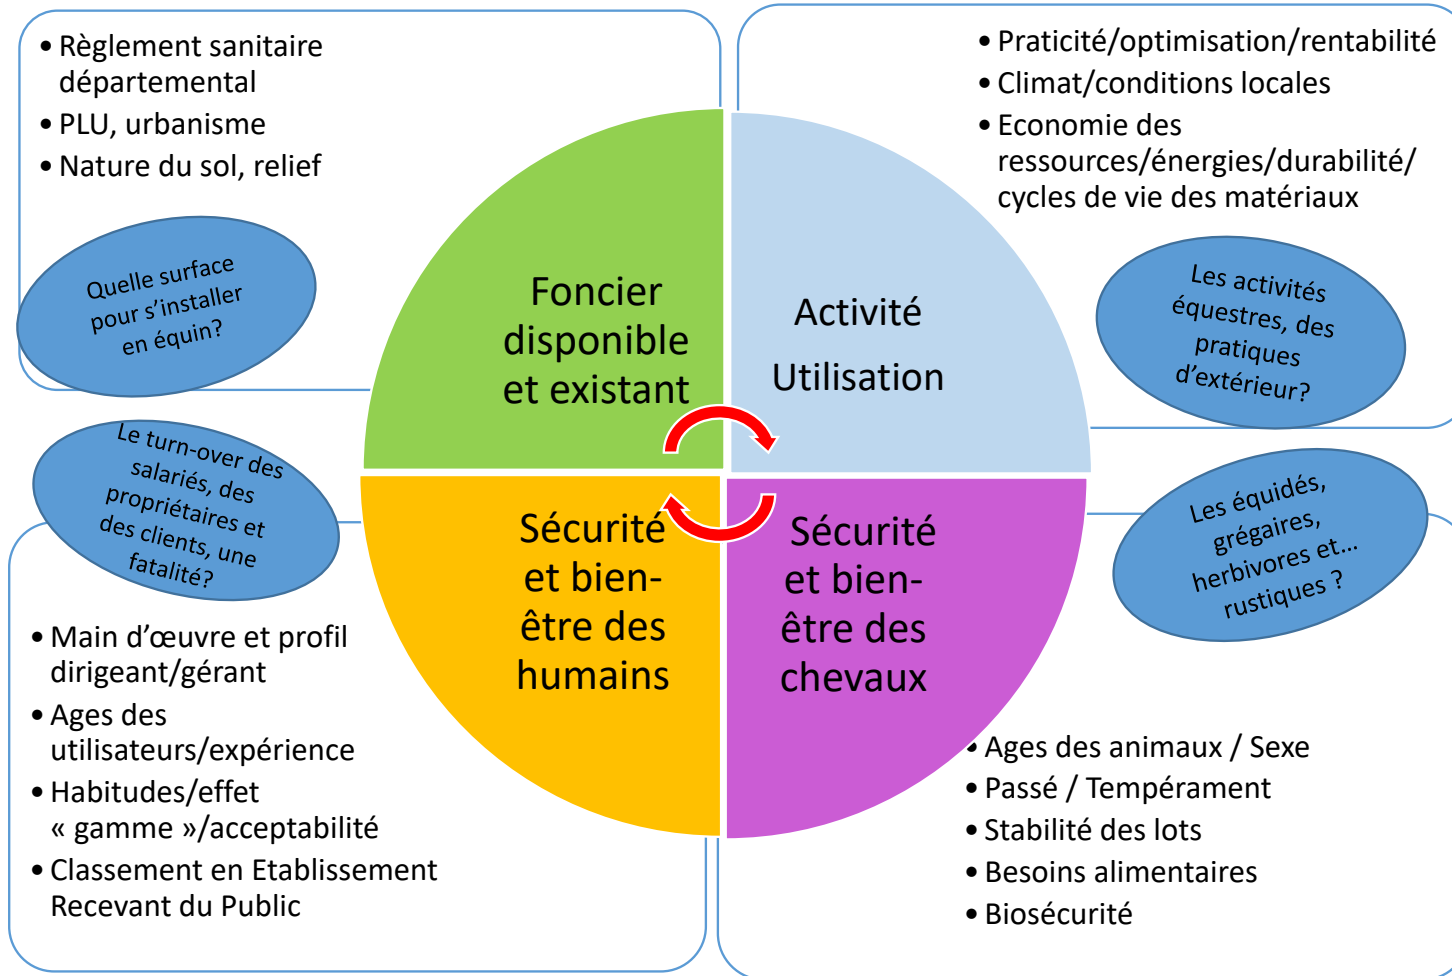 • Règlement sanitaire
départemental
• PLU, urbanisme
• Nature du sol, relief
Quelle surface
pour s’installer
en équin?
Foncier
disponible
et existant
• Praticité/optimisation/rentabilité
• Climat/conditions locales
• Economie des
ressources/énergies/durabilité/
cycles de vie des matériaux
Les activités
équestres, des
pratiques
d’extérieur?
Activité
Utilisation
Le turn-over des
salariés, des
propriétaires et
des clients, une
fatalité?
Sécurité
et bien-
être des
humains
• Main d’œuvre et profil
dirigeant/gérant
• Ages des
utilisateurs/expérience
• Habitudes/effet
« gamme »/acceptabilité
• Classement en Etablissement
Recevant du Public
Sécurité
et bien-
être des
chevaux
Les équidés,
grégaires,
herbivores et...
rustiques ?
• Ages des animaux / Sexe
• Passé / Tempérament
• Stabilité des lots
• Besoins alimentaires
• Biosécurité